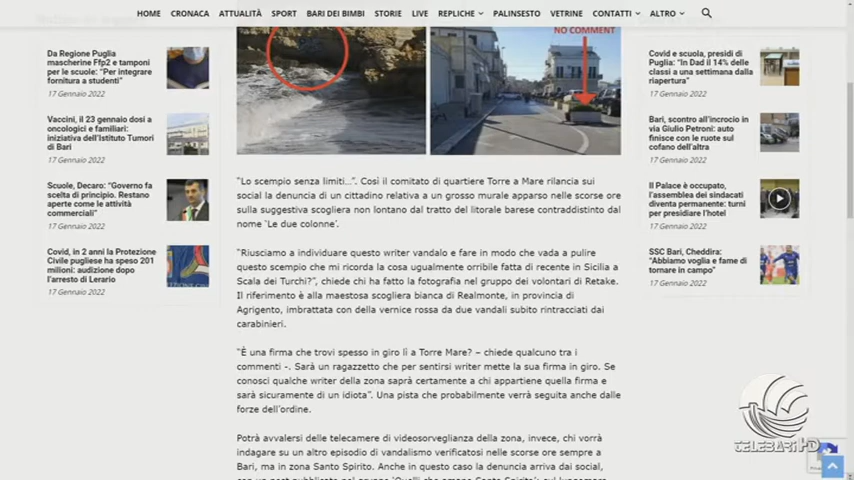 HOME CRONACA ATTUALITÀ SPORT BARI DEI BIMBI STORIE LIVE REPLICHE PALINSESTO VETRINE CONTATTI ALTRO
Da Regione Puglia
mascherine Ffp2 e tamponi
per le scuole: “Per integrare
fornitura a studenti”
17 Gennaio 2022
Vaccini, il 23 gennaio dosi a
oncologici e familiari:
iniziativa dell’Istituto Tumori
di Bari
17 Gennaio 2022
Scuole, Decaro: “Governo fa
scelta di principio. Restano
aperte come le attività
commerciali”
17 Gennaio 2022
Covid, in 2 anni la Protezione
Civile pugliese ha speso 201
milioni: audizione dopo
l’arresto di Lerario
17 Gennaio 2022
NO COMMENT
“Lo scempio senza limiti…”. Così il comitato di quartiere Torre a Mare rilancia sui
social la denuncia di un cittadino relativa a un grosso murale apparso nelle scorse ore
sulla suggestiva scogliera non lontano dal tratto del litorale barese contraddistinto dal
nome ‘Le due colonne’.
“Riusciamo a individuare questo writer vandalo e fare in modo che vada a pulire
questo scempio che mi ricorda la cosa ugualmente orribile fatta di recente in Sicilia a
Scala dei Turchi?”, chiede chi ha fatto la fotografia nel gruppo dei volontari di Retake.
Il riferimento è alla maestosa scogliera bianca di Realmonte, in provincia di
Agrigento, imbrattata con della vernice rossa da due vandali subito rintracciati dai
carabinieri.
“È una firma che trovi spesso in giro lì a Torre Mare? – chiede qualcuno tra i
commenti -. Sarà un ragazzetto che per sentirsi writer mette la sua firma in giro. Se
conosci qualche writer della zona saprà certamente a chi appartiene quella firma e
sarà sicuramente di un idiota”. Una pista che probabilmente verrà seguita anche dalle
forze dell’ordine.
Potrà avvalersi delle telecamere di videosorveglianza della zona, invece, chi vorrà
indagare su un altro episodio di vandalismo verificatosi nelle scorse ore sempre a
Bari, ma in zona Santo Spirito. Anche in questo caso la denuncia arriva dai social,
Covid e scuola, presidi di
Puglia: “In Dad il 14% delle
classi a una settimana dalla
riapertura”
17 Gennaio 2022
Bari, scontro all’incrocio in
via Giulio Petroni: auto
finisce con le ruote sul
cofano dell’altra
17 Gennaio 2022
Il Palace è occupato,
l’assemblea dei sindacati
diventa permanente: turni
per presidiare l’hotel
17 Gennaio 2022
SSC Bari, Cheddira:
“Abbiamo voglia e fame di
tornare in campo”
17 Gennaio 2022
TELEBARI HD